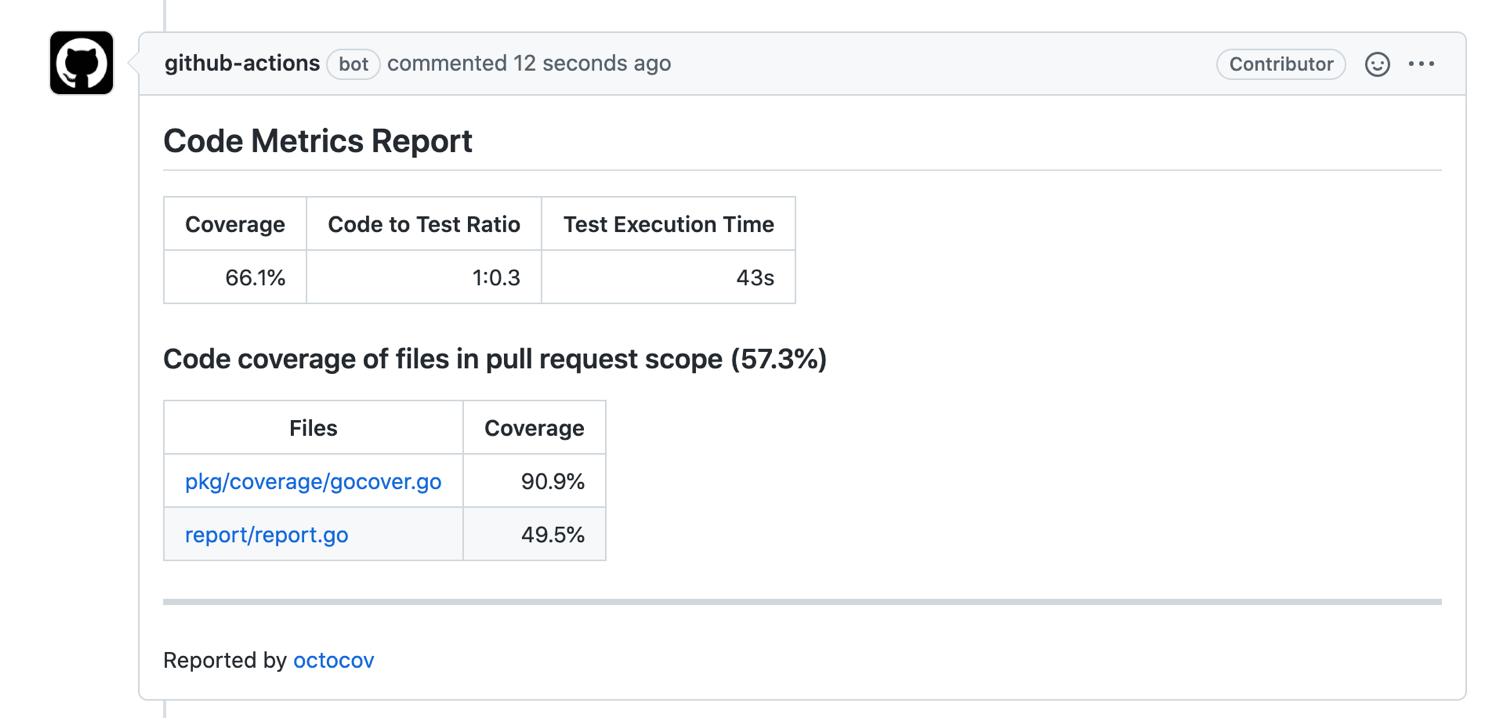 github-actions bot commented 12 seconds ago Contributor
Code Metrics Report
Coverage Code to Test Ratio Test Execution Time
66.1% 1:0.3 43s
Code coverage of files in pull request scope (57.3%)
Files Coverage
pkg/coverage/gocover.go 90.9%
report/report.go 49.5%
Reported by octocov